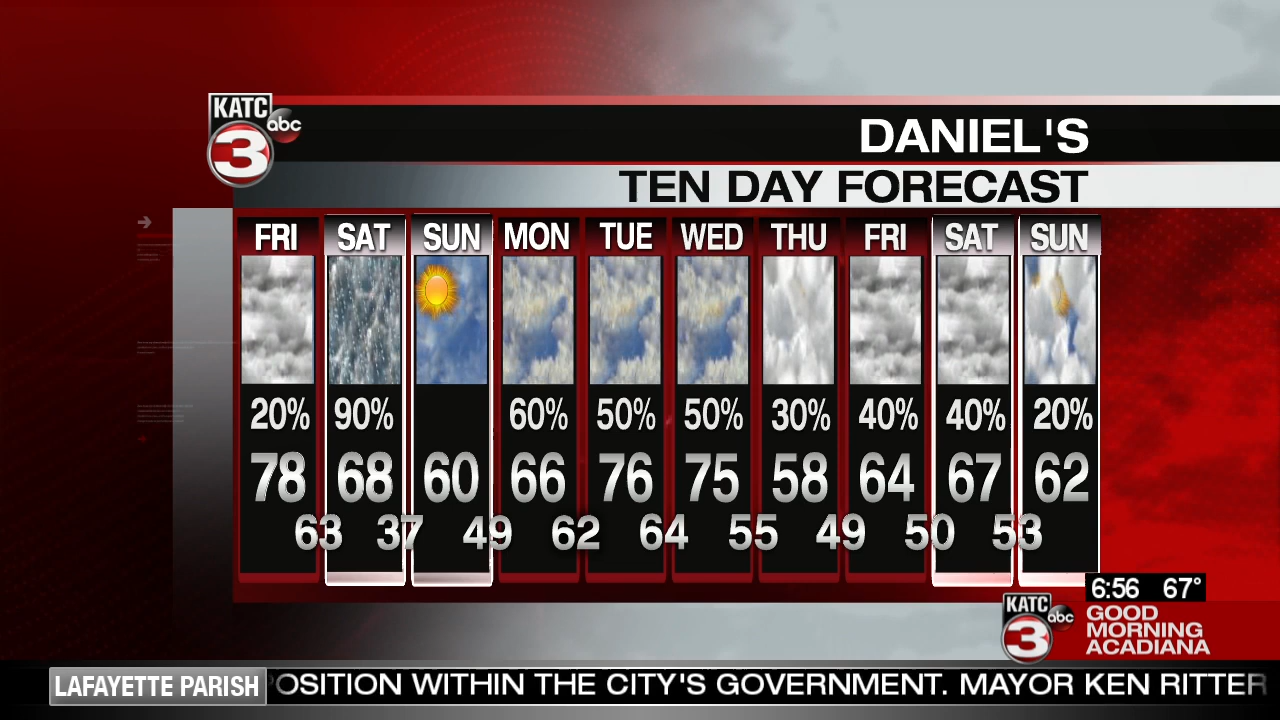 KATC
abc
3
DANIEL'S
TEN DAY FORECAST
FRI SAT SUN MON TUE WED THU FRI SAT SUN
20% 90% 60% 50% 50% 30% 40% 40% 20%
78 68 60 66 76 75 58 64 67 62
63 37 49 62 64 55 49 50 53
6:56 67°
KATC
abc
3
GOOD
MORNING
ACADIANA
LAFAYETTE PARISH OSITION WITHIN THE CITY'S GOVERNMENT. MAYOR KEN RITTER